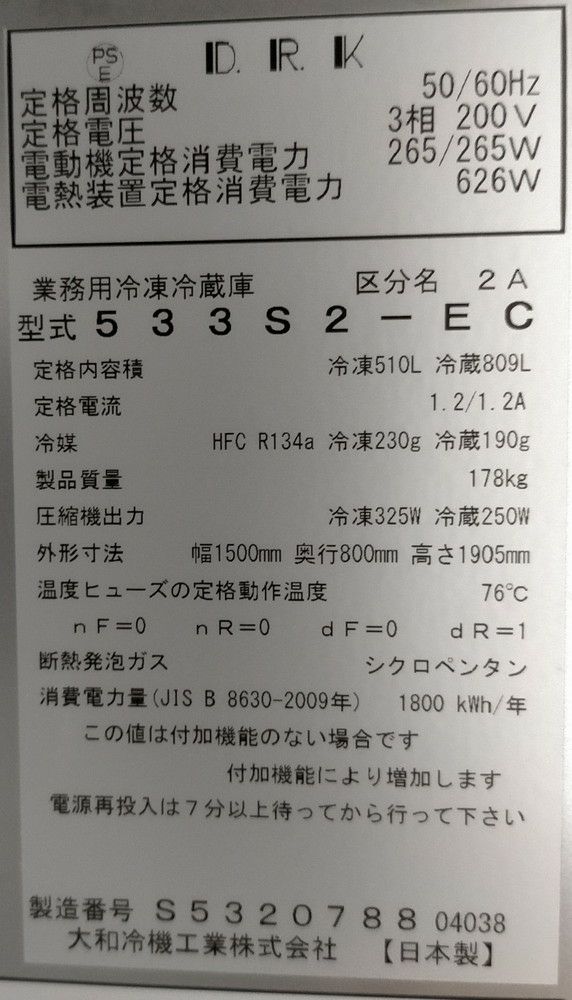 PS
E
D.R.K
定格周波数 50/60Hz
定格電圧 3相 200V
電動機定格消費電力 265/265W
電熱装置定格消費電力 626W
業務用冷凍冷蔵庫 区分名 2A
型式 533S2-EC
定格内容積 冷凍510L 冷蔵809L
定格電流 1.2/1.2A
冷媒 HFC R134a 冷凍230g 冷蔵190g
製品質量 178kg
圧縮機出力 冷凍325W 冷蔵250W
外形寸法 幅1500mm 奥行800mm 高さ1905mm
温度ヒューズの定格動作温度 76℃
nF=0 nR=0 dF=0 dR=1
断熱発泡ガス シクロペンタン
消費電力量(JIS B 8630-2009年) 1800 kWh/年
この値は付加機能のない場合です
付加機能により増加します
電源再投入は7分以上待ってから行って下さい
製造番号 S5320788 04038
大和冷機工業株式会社 【日本製】